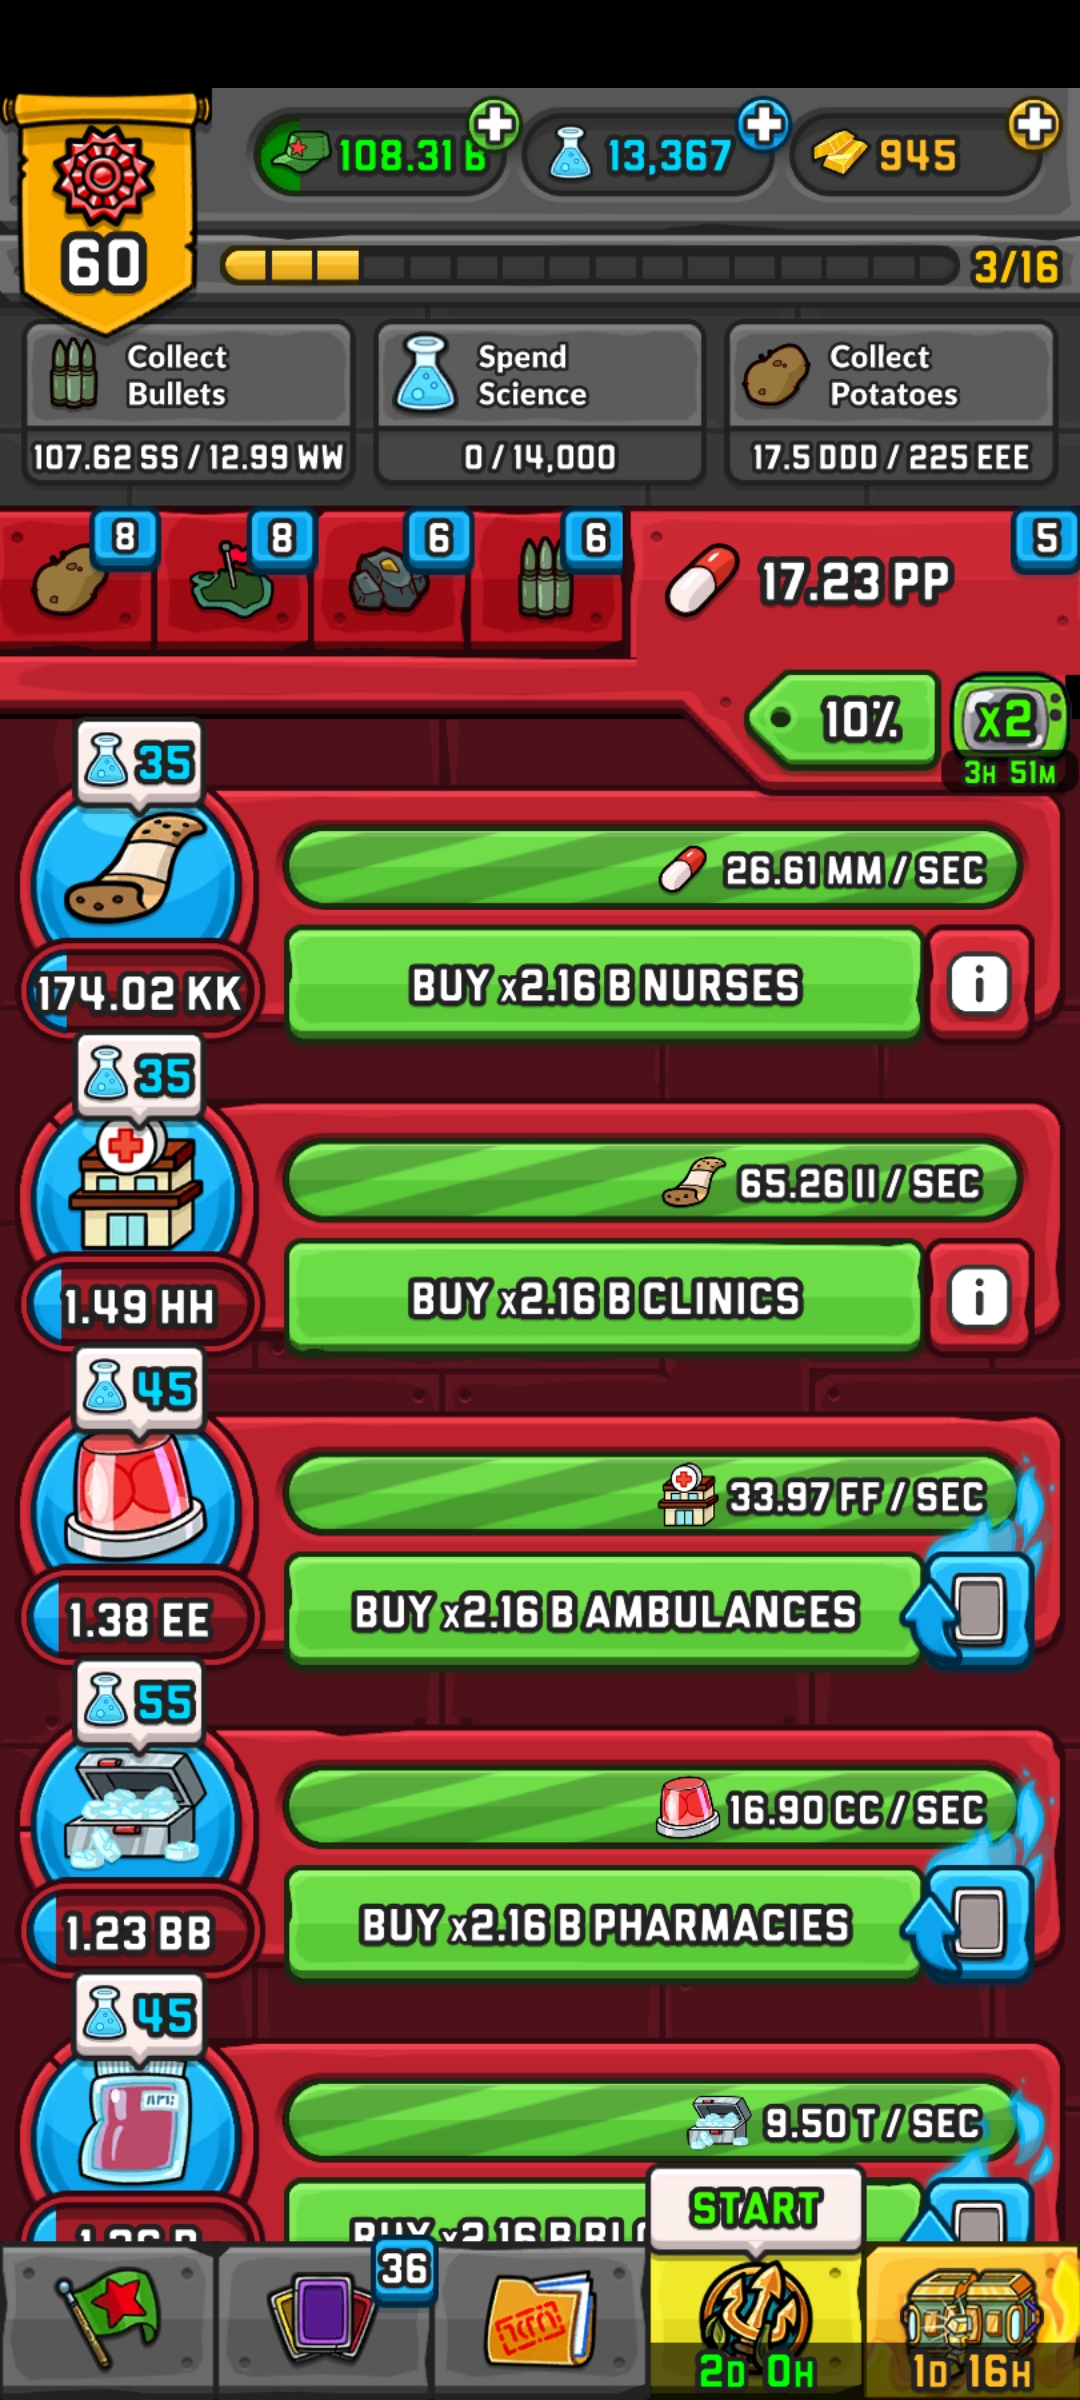 60
108.31 B
13,367
945
3/16
Collect
Bullets
107.62 SS / 12.99 WW
Spend
Science
0 / 14,000
Collect
Potatoes
17.5 DDD / 225 EEE
8
8
6
6
17.23 PP
5
10%
x2
3H 51M
35
26.61 MM / SEC
BUY x2.16 B NURSES
i
174.02 KK
35
65.26 II / SEC
BUY x2.16 B CLINICS
i
1.49 HH
45
33.97 FF / SEC
BUY x2.16 B AMBULANCES
1.38 EE
55
16.90 CC / SEC
BUY x2.16 B PHARMACIES
1.23 BB
45
9.50 T / SEC
BUY x2.16 B
START
36
2D 0H
1D 16H